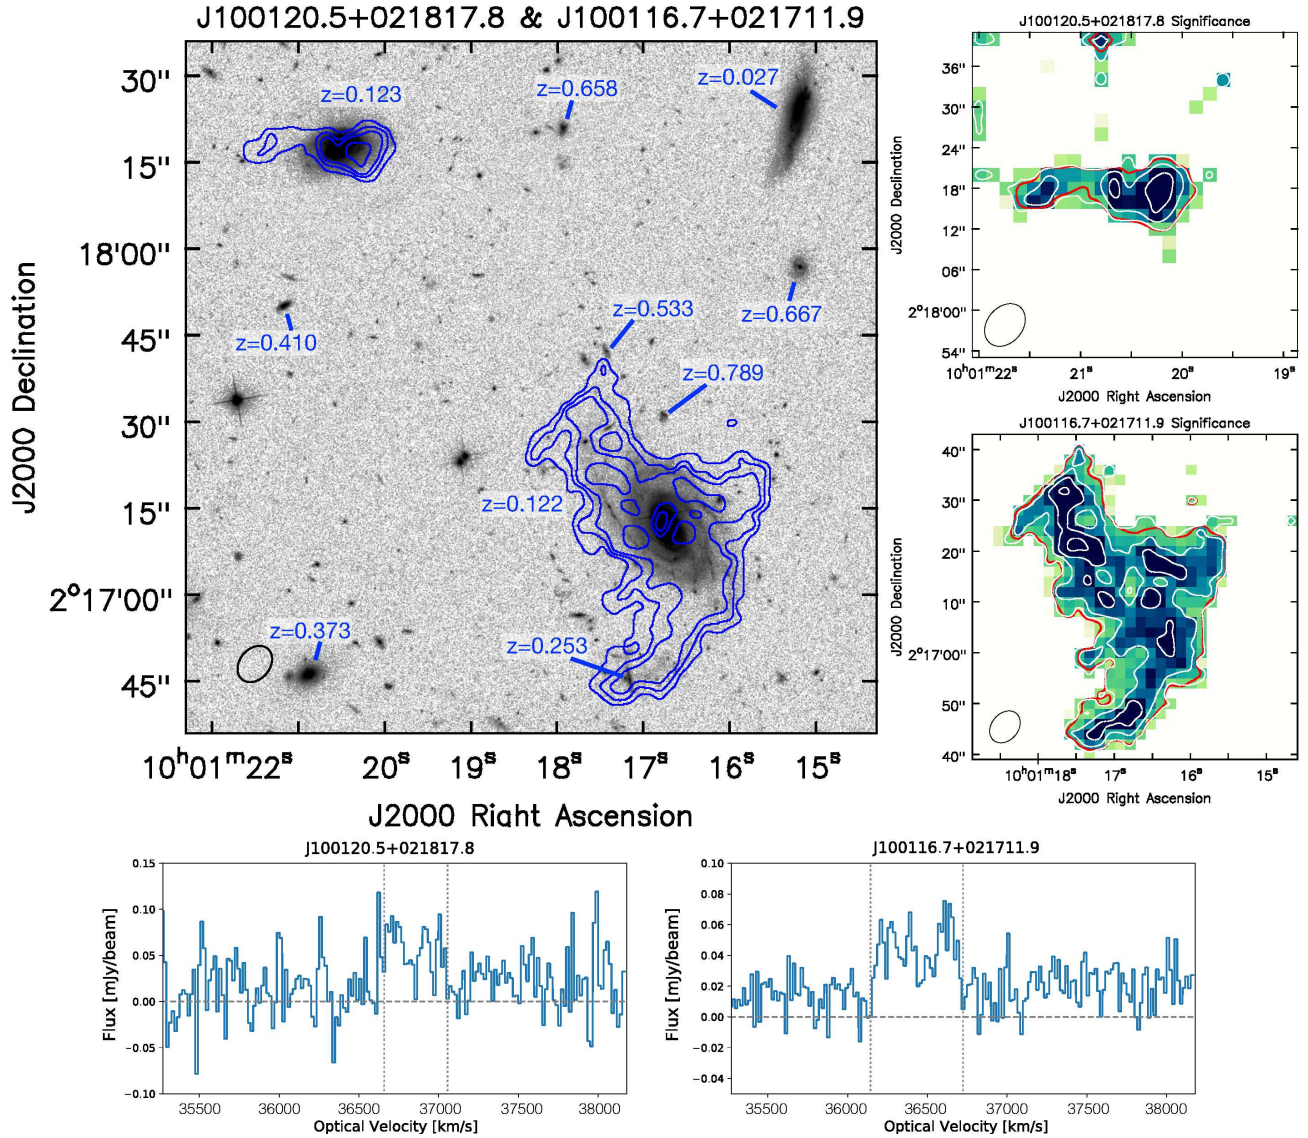 J100120.5+021817.8 & J100116.7+021711.9
30"
15"
18'00"
45"
30"
15"
2°17'00"
45"
J2000 Declination
z=0.123
z=0.658
z=0.027
z=0.410
z=0.533
z=0.667
z=0.789
z=0.122
z=0.373
z=0.253
10ʰ01ᵐ22ˢ
20ˢ
19ˢ
18ˢ
17ˢ
16ˢ
15ˢ
J2000 Right Ascension
J100120.5+021817.8 Significance
36"
30"
24"
18"
12"
06"
2°18'00"
54"
J2000 Declination
10ʰ01ᵐ22ˢ
21ˢ
20ˢ
19ˢ
J2000 Right Ascension
J100116.7+021711.9 Significance
40"
30"
20"
10"
2°17'00"
50"
40"
J2000 Declination
10ʰ01ᵐ18ˢ
17ˢ
16ˢ
15ˢ
J2000 Right Ascension
J100120.5+021817.8
0.15
0.10
0.05
0.00
−0.05
−0.10
Flux [mJy/beam]
35500
36000
36500
37000
37500
38000
Optical Velocity [km/s]
J100116.7+021711.9
0.10
0.08
0.06
0.04
0.02
0.00
−0.02
−0.04
Flux [mJy/beam]
35500
36000
36500
37000
37500
38000
Optical Velocity [km/s]